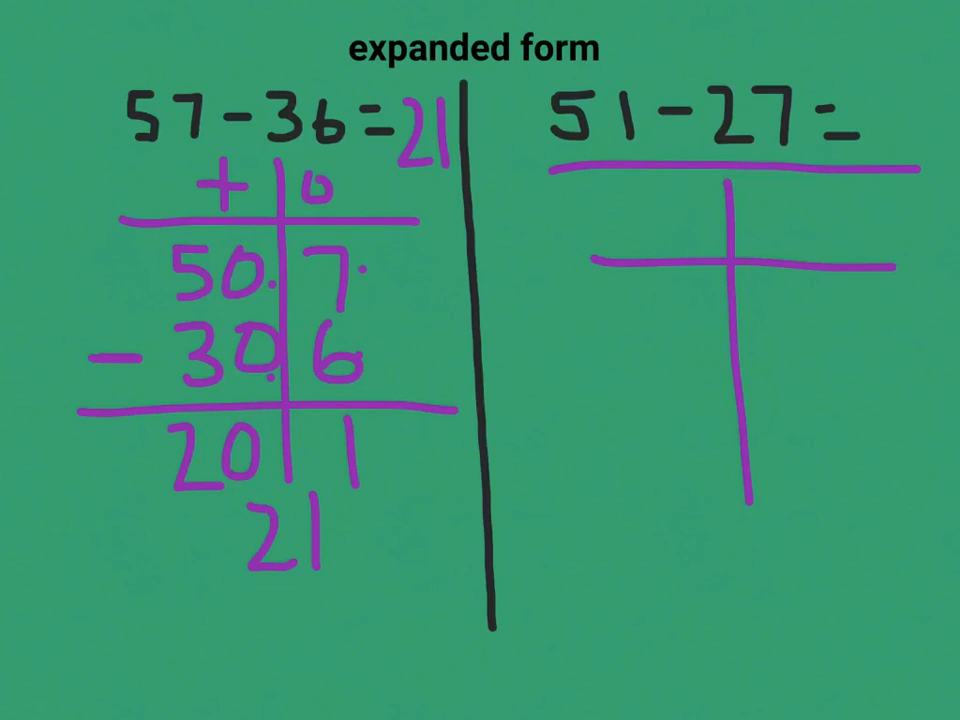 expanded form
57-36=21
t o
50. 7.
- 30. 6
20 1
21
51-27=